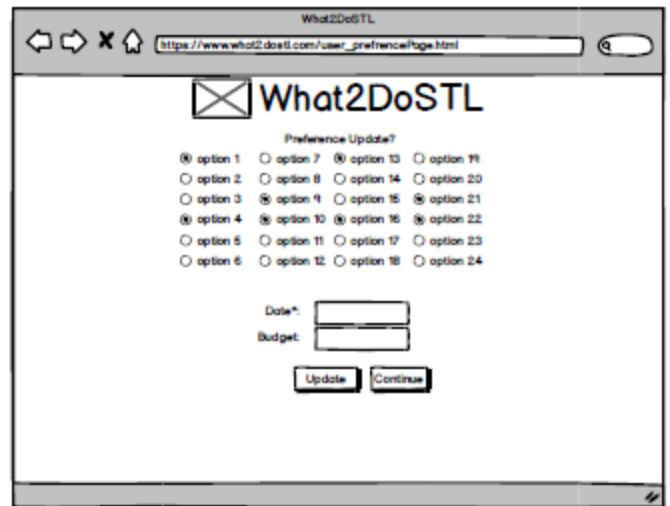 What2DoSTL
https://www.what2dostl.com/user_prefrencePage.html
What2DoSTL
Preference Update?
option 1 option 7 option 13 option 19
option 2 option 8 option 14 option 20
option 3 option 9 option 15 option 21
option 4 option 10 option 16 option 22
option 5 option 11 option 17 option 23
option 6 option 12 option 18 option 24
Date*:
Budget:
Update Continue